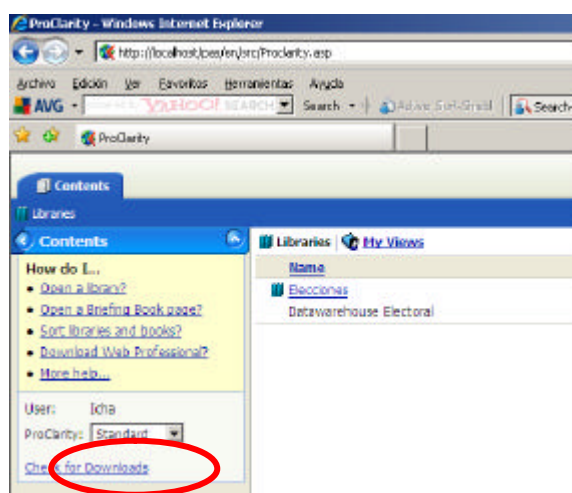 ProClarity - Windows Internet Explorer
http://localhost/pas/en/src/Proclarity.asp
Archivo Edición Ver Favoritos Herramientas Ayuda
AVG YAHOO! SEARCH Search Search-
ProClarity
Contents
Libraries
Contents
Libraries My Views
How do I...
Open a library?
Open a Briefing Book page?
Sort libraries and books?
Download Web Professional?
More help...
Name
Elecciones
Datawarehouse Electoral
User: Icha
ProClarity: Standard
Check for Downloads